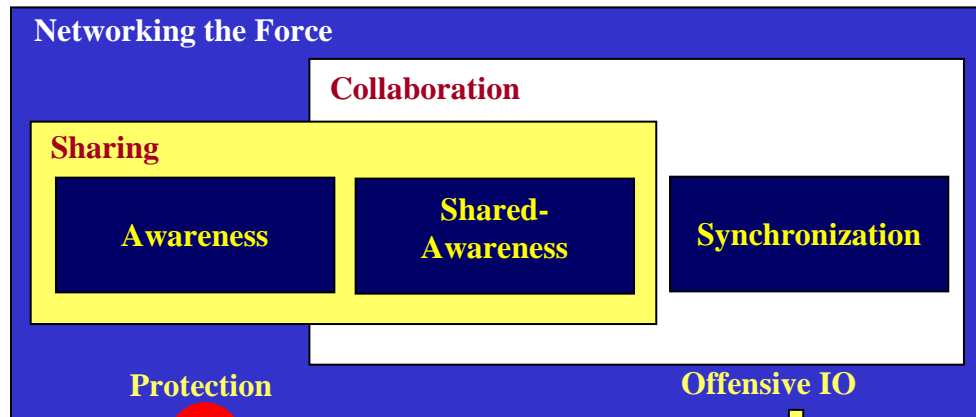 Networking the Force
Collaboration
Sharing
Awareness
Shared-
Awareness
Synchronization
Protection
Offensive IO